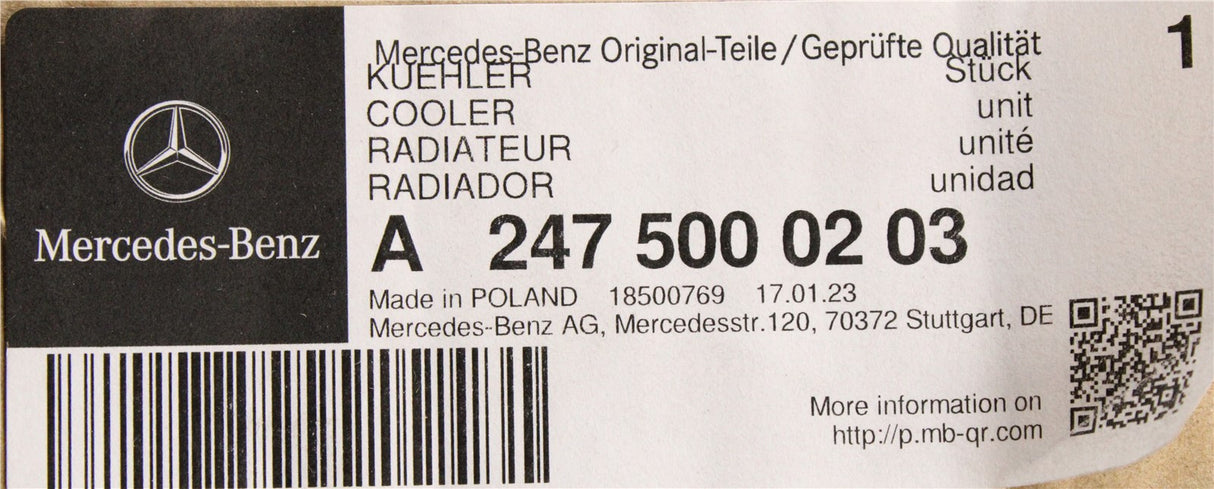 Mercedes-Benz
Mercedes-Benz Original-Teile/Geprüfte Qualität
1
KUEHLER Stück
COOLER unit
RADIATEUR unité
RADIADOR unidad
A 247 500 02 03
Made in POLAND 18500769 17.01.23
Mercedes-Benz AG, Mercedesstr.120, 70372 Stuttgart, DE
More information on
http://p.mb-qr.com